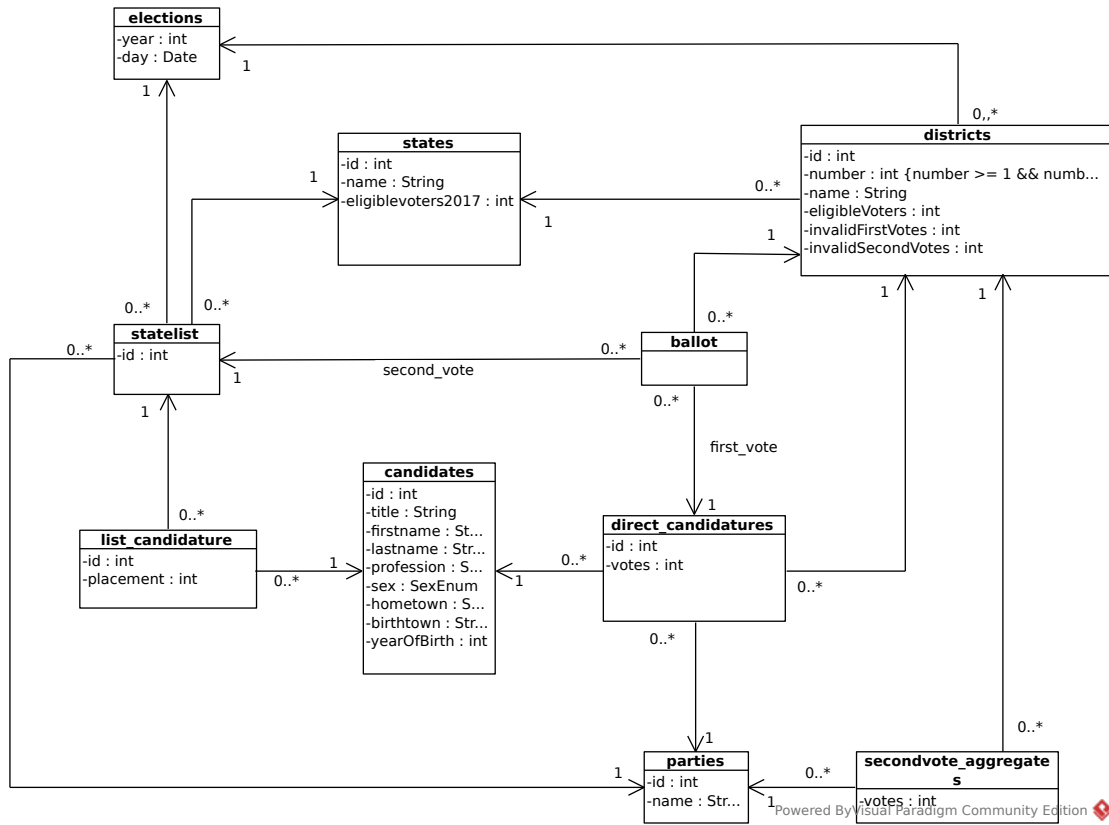 elections
-year : int
-day : Date
1
1
0,,*
districts
-id : int
-number : int {number >= 1 && numb...
-name : String
-eligibleVoters : int
-invalidFirstVotes : int
-invalidSecondVotes : int
states
-id : int
-name : String
-eligiblevoters2017 : int
1
0..*
1
1
1
1
0..*
0..*
0..*
statelist
-id : int
0..*
1
second_vote
0..*
0..*
ballot
0..*
first_vote
1
1
0..*
list_candidature
-id : int
-placement : int
0..*
1
candidates
-id : int
-title : String
-firstname : St...
-lastname : Str...
-profession : S...
-sex : SexEnum
-hometown : S...
-birthtown : Str...
-yearOfBirth : int
1
0..*
direct_candidatures
-id : int
-votes : int
0..*
0..*
1
1
parties
-id : int
-name : Str...
0..*
1
0..*
secondvote_aggregate
s
-votes : int
Powered ByVisual Paradigm Community Edition